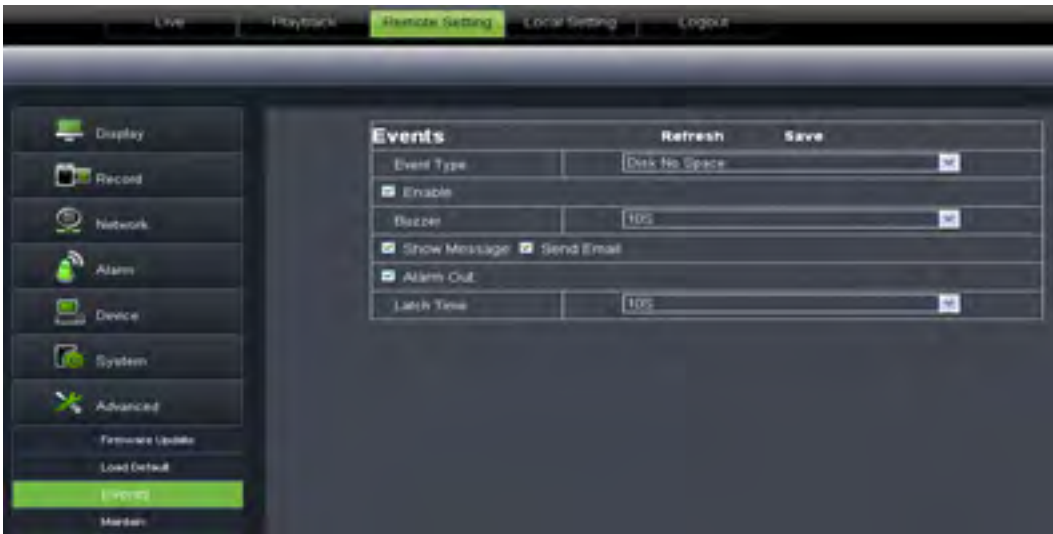 Live Playback Remote Setting Local Setting Logout
Display
Record
Network
Alarm
Device
System
Advanced
Firmware Update
Load Default
Events
Maintain
Events Refresh Save
Event Type Disk No Space
Enable
Buzzer 10S
Show Message Send Email
Alarm Out
Latch Time 10S